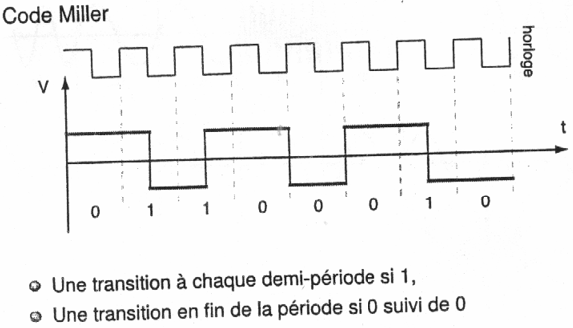 Code Miller
horloge
V
t
0 1 1 0 0 0 1 0
Une transition à chaque demi-période si 1,
Une transition en fin de la période si 0 suivi de 0